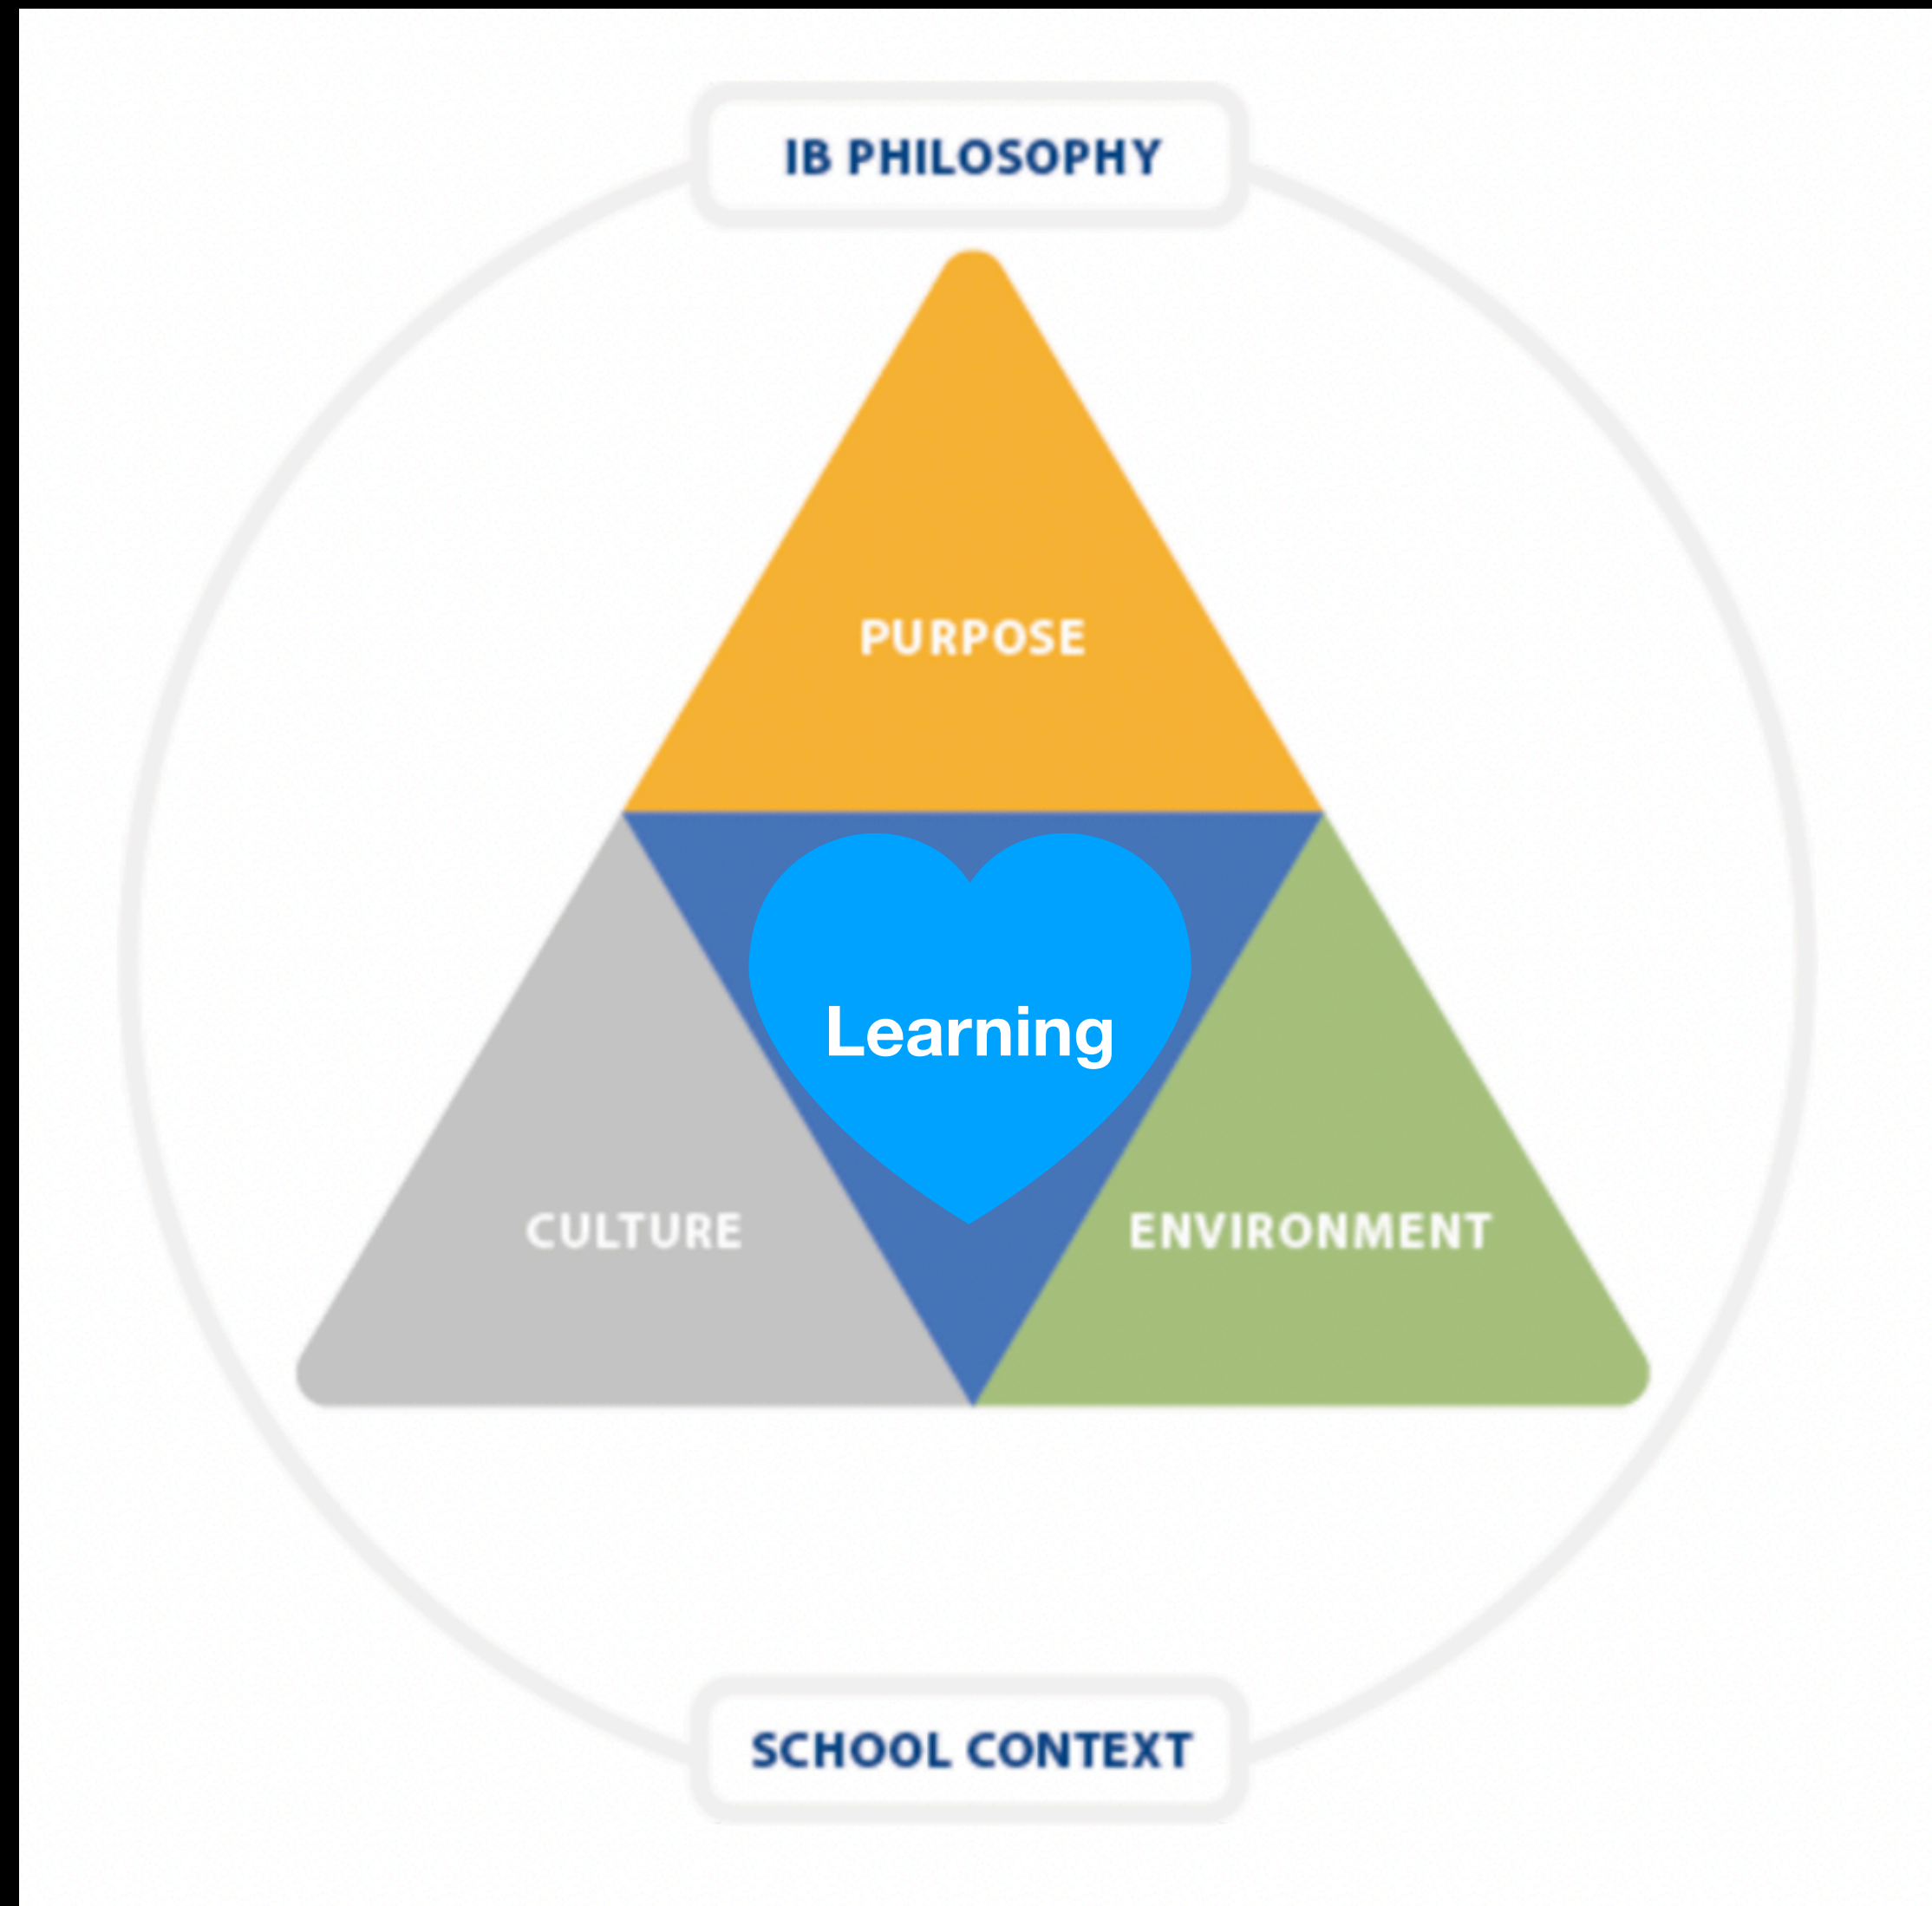 IB PHILOSOPHY
PURPOSE
Learning
CULTURE
ENVIRONMENT
SCHOOL CONTEXT